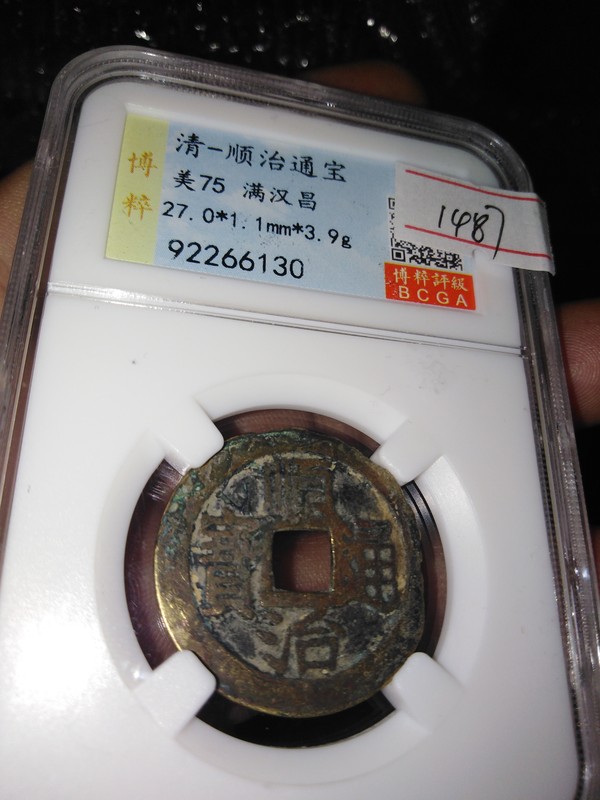 博粹
清-顺治通宝
美75 满汉昌
27.0*1.1mm*3.9g
92266130
1487
博粹評級
BCGA
順治通寶